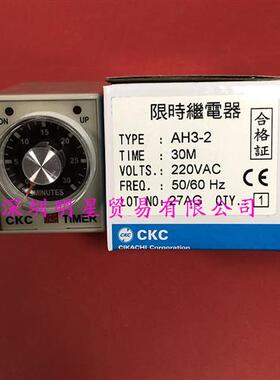 ON
UP
5
10
15
20
25
30
MINUTES
CKC
TIMER
限時繼電器
TYPE : AH3-2
TIME : 30M
VOLTS. : 220VAC
FREQ. : 50/60 Hz
LOT NO. : 27AG QTY. : 1
合格証
深圳明星贸易有限公司
CKC CKC
CIKACHI Corporation